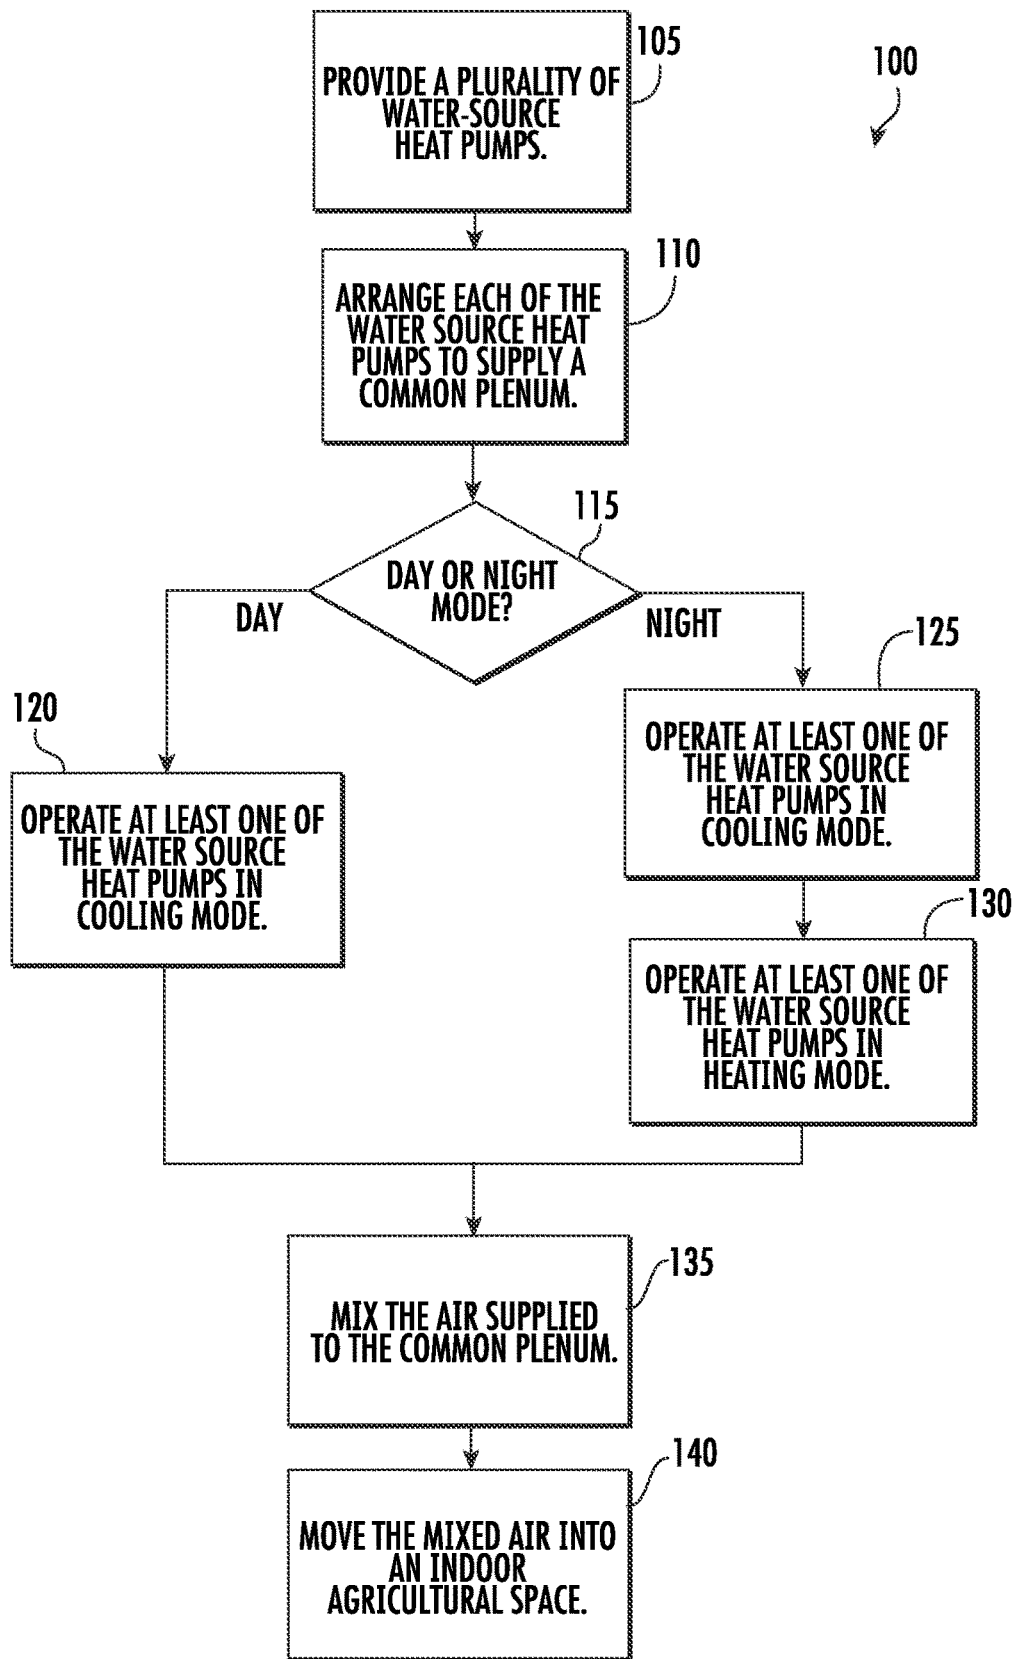 105
100
PROVIDE A PLURALITY OF
WATER-SOURCE
HEAT PUMPS.
110
ARRANGE EACH OF THE
WATER SOURCE HEAT
PUMPS TO SUPPLY A
COMMON PLENUM.
115
DAY OR NIGHT
MODE?
DAY
NIGHT
125
120
OPERATE AT LEAST ONE OF
THE WATER SOURCE
HEAT PUMPS IN
COOLING MODE.
OPERATE AT LEAST ONE OF
THE WATER SOURCE
HEAT PUMPS IN
COOLING MODE.
130
OPERATE AT LEAST ONE OF
THE WATER SOURCE
HEAT PUMPS IN
HEATING MODE.
135
MIX THE AIR SUPPLIED
TO THE COMMON PLENUM.
140
MOVE THE MIXED AIR INTO
AN INDOOR
AGRICULTURAL SPACE.